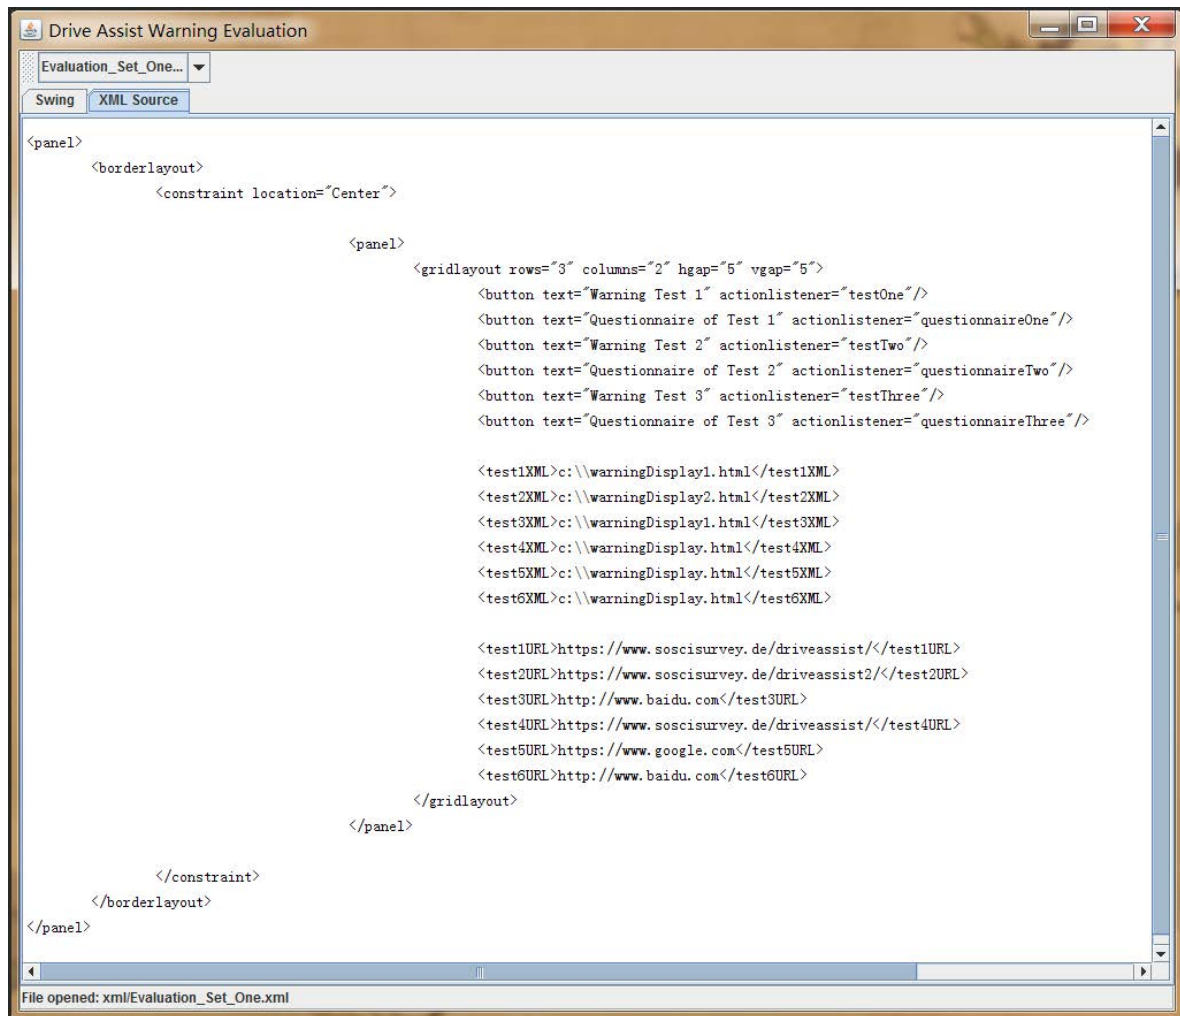 Drive Assist Warning Evaluation
Evaluation_Set_One...
Swing XML Source
<panel>
<borderlayout>
<constraint location="Center">
<panel>
<gridlayout rows="3" columns="2" hgap="5" vgap="5">
<button text="Warning Test 1" actionlistener="testOne"/>
<button text="Questionnaire of Test 1" actionlistener="questionnaireOne"/>
<button text="Warning Test 2" actionlistener="testTwo"/>
<button text="Questionnaire of Test 2" actionlistener="questionnaireTwo"/>
<button text="Warning Test 3" actionlistener="testThree"/>
<button text="Questionnaire of Test 3" actionlistener="questionnaireThree"/>
<test1XML>c:\\warningDisplay1.html</test1XML>
<test2XML>c:\\warningDisplay2.html</test2XML>
<test3XML>c:\\warningDisplay1.html</test3XML>
<test4XML>c:\\warningDisplay.html</test4XML>
<test5XML>c:\\warningDisplay.html</test5XML>
<test6XML>c:\\warningDisplay.html</test6XML>
<test1URL>https://www.soscisurvey.de/driveassist/</test1URL>
<test2URL>https://www.soscisurvey.de/driveassist2/</test2URL>
<test3URL>http://www.baidu.com</test3URL>
<test4URL>https://www.soscisurvey.de/driveassist/</test4URL>
<test5URL>https://www.google.com</test5URL>
<test6URL>http://www.baidu.com</test6URL>
</gridlayout>
</panel>
</constraint>
</borderlayout>
</panel>
File opened: xml/Evaluation_Set_One.xml